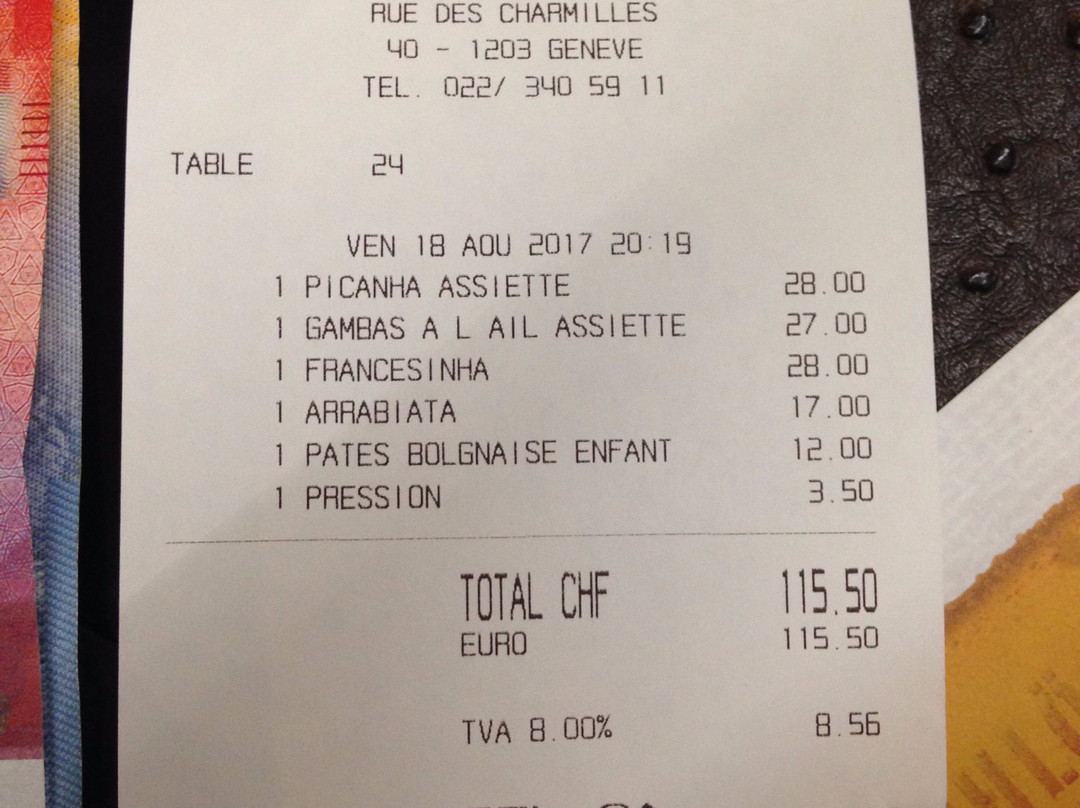 RUE DES CHARMILLES
40 - 1203 GENEVE
TEL. 022/ 340 59 11
TABLE 24
VEN 18 AOU 2017 20:19
1 PICANHA ASSIETTE 28.00
1 GAMBAS A L AIL ASSIETTE 27.00
1 FRANCESINHA 28.00
1 ARRABIATA 17.00
1 PATES BOLGNAISE ENFANT 12.00
1 PRESSION 3.50
TOTAL CHF 115.50
EURO 115.50
TVA 8.00% 8.56